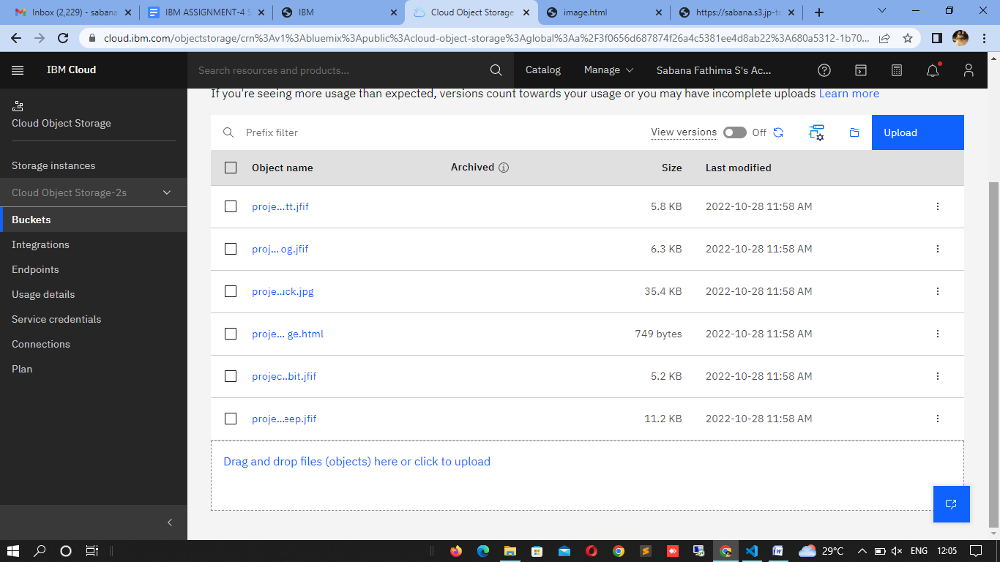 Inbox (2,229) - sabana
IBM ASSIGNMENT-4 S
IBM
Cloud Object Storage
image.html
https://sabana.s3.jp-to
cloud.ibm.com/objectstorage/crn%3Av1%3Abluemix%3Apublic%3Acloud-object-storage%3Aglobal%3Aa%2F3f0656d687874f26a4c5381ee4d8ab22%3A680a5312-1b70...
IBM Cloud
Search resources and products...
Catalog
Manage
Sabana Fathima S's Ac...
Cloud Object Storage
Storage instances
Cloud Object Storage-2s
Buckets
Integrations
Endpoints
Usage details
Service credentials
Connections
Plan
If you're seeing more usage than expected, versions count towards your usage or you may have incomplete uploads Learn more
Prefix filter
View versions Off
Upload
Object name Archived Size Last modified
proje...tt.jfif 5.8 KB 2022-10-28 11:58 AM
proj... og.jfif 6.3 KB 2022-10-28 11:58 AM
proje...ick.jpg 35.4 KB 2022-10-28 11:58 AM
proje... ge.html 749 bytes 2022-10-28 11:58 AM
projec..bit.jfif 5.2 KB 2022-10-28 11:58 AM
proje...eep.jfif 11.2 KB 2022-10-28 11:58 AM
Drag and drop files (objects) here or click to upload
29°C
ENG
12:05